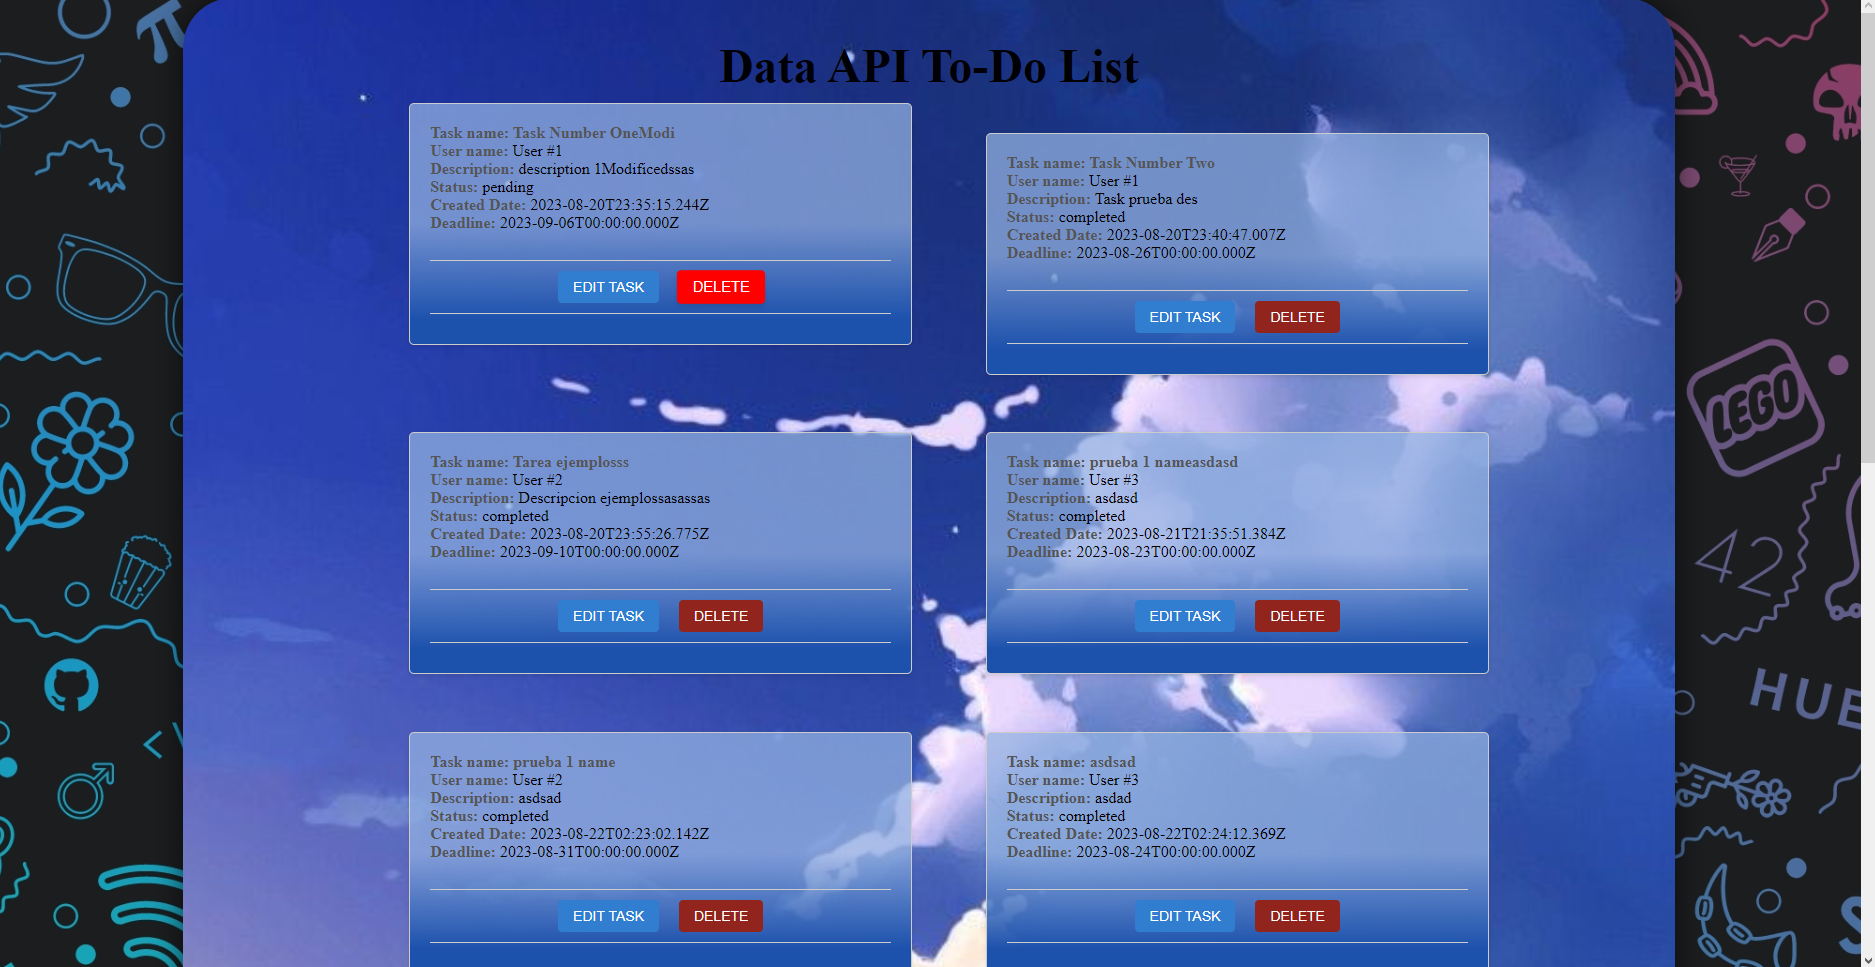 Data API To-Do List
Task name: Task Number OneModi
User name: User #1
Description: description 1Modificedssas
Status: pending
Created Date: 2023-08-20T23:35:15.244Z
Deadline: 2023-09-06T00:00:00.000Z
EDIT TASK DELETE
Task name: Task Number Two
User name: User #1
Description: Task prueba des
Status: completed
Created Date: 2023-08-20T23:40:47.007Z
Deadline: 2023-08-26T00:00:00.000Z
EDIT TASK DELETE
Task name: Tarea ejemplosss
User name: User #2
Description: Descripcion ejemplossasassas
Status: completed
Created Date: 2023-08-20T23:55:26.775Z
Deadline: 2023-09-10T00:00:00.000Z
EDIT TASK DELETE
Task name: prueba 1 nameasdasd
User name: User #3
Description: asdasd
Status: completed
Created Date: 2023-08-21T21:35:51.384Z
Deadline: 2023-08-23T00:00:00.000Z
EDIT TASK DELETE
Task name: prueba 1 name
User name: User #2
Description: asdsad
Status: completed
Created Date: 2023-08-22T02:23:02.142Z
Deadline: 2023-08-31T00:00:00.000Z
EDIT TASK DELETE
Task name: asdsad
User name: User #3
Description: asdad
Status: completed
Created Date: 2023-08-22T02:24:12.369Z
Deadline: 2023-08-24T00:00:00.000Z
EDIT TASK DELETE
π
LEGO
42